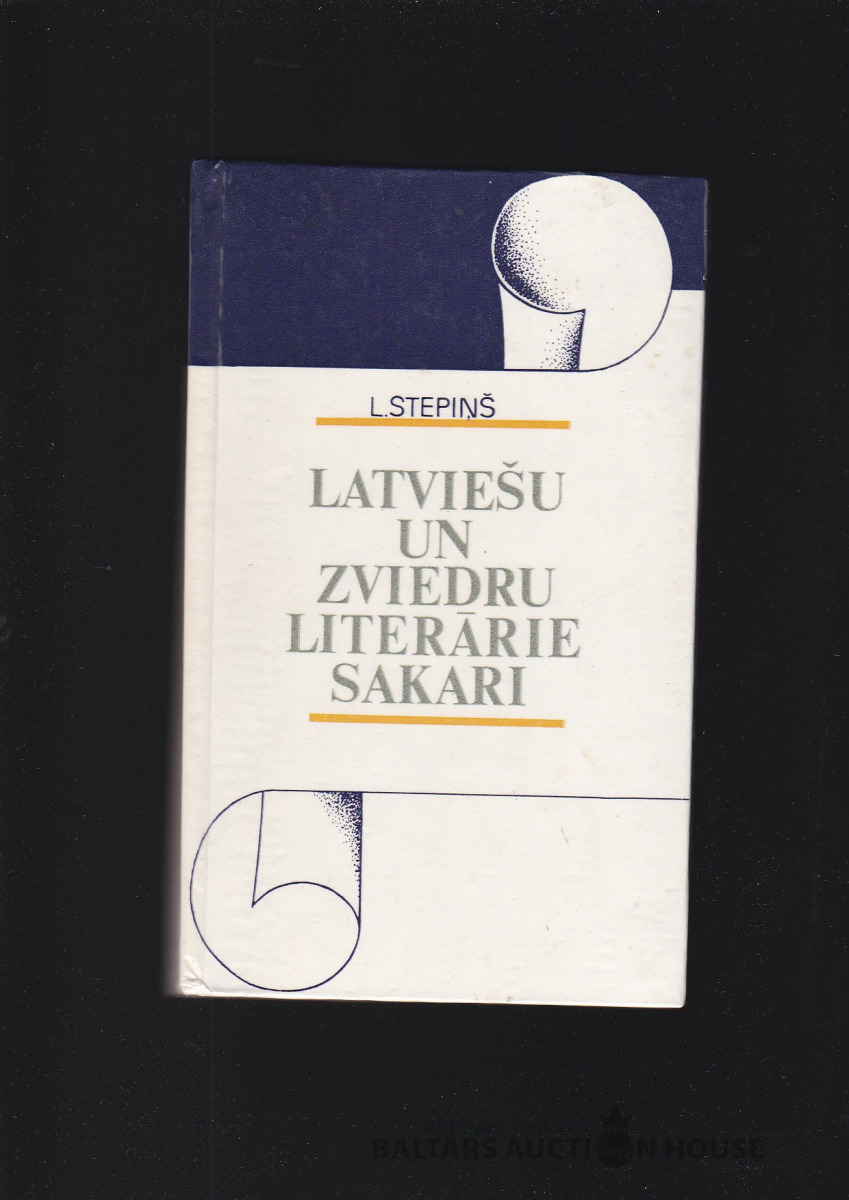 L.STEPIŅŠ
LATVIEŠU
UN
ZVIEDRU
LITERĀRIE
SAKARI
BALTARS AUCTION HOUSE